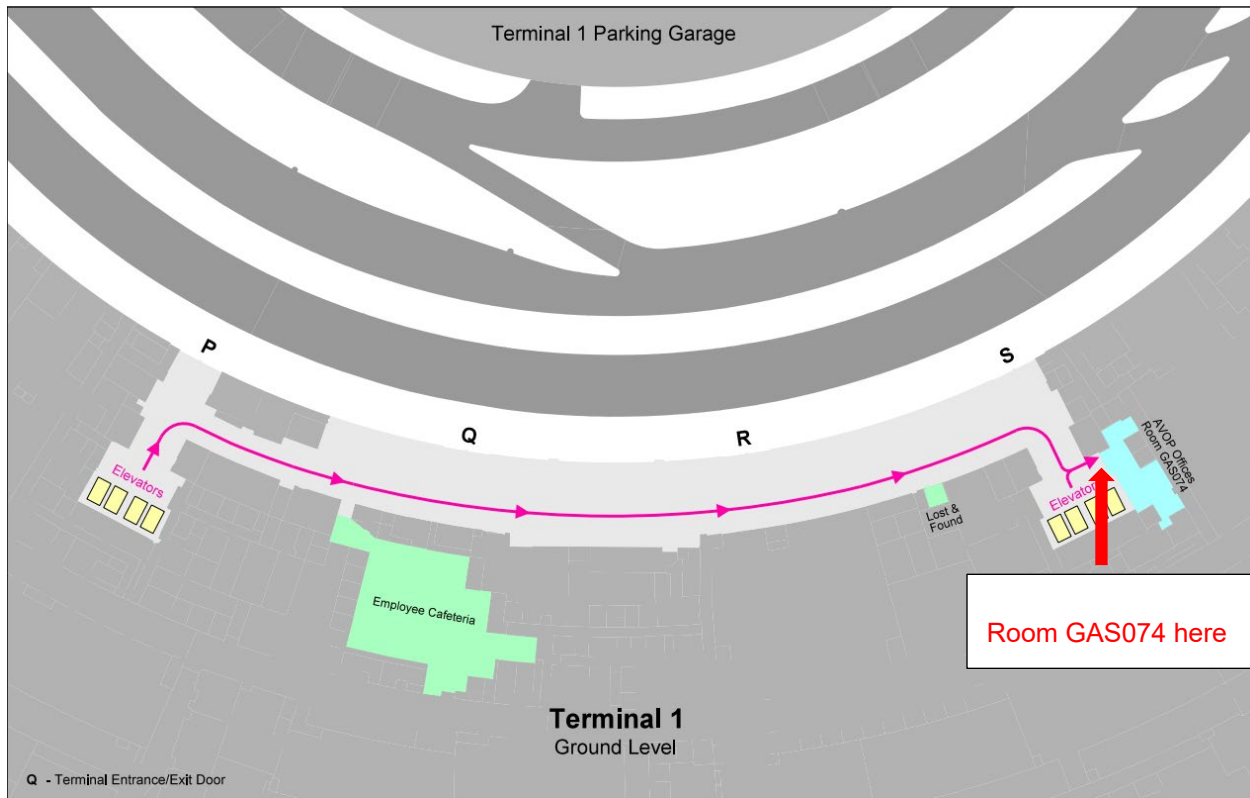 Terminal 1 Parking Garage
P
S
Q
R
AVOP Offices
Room GAS074
Elevators
Elevator
Lost &
Found
Employee Cafeteria
Room GAS074 here
Terminal 1
Ground Level
Q - Terminal Entrance/Exit Door